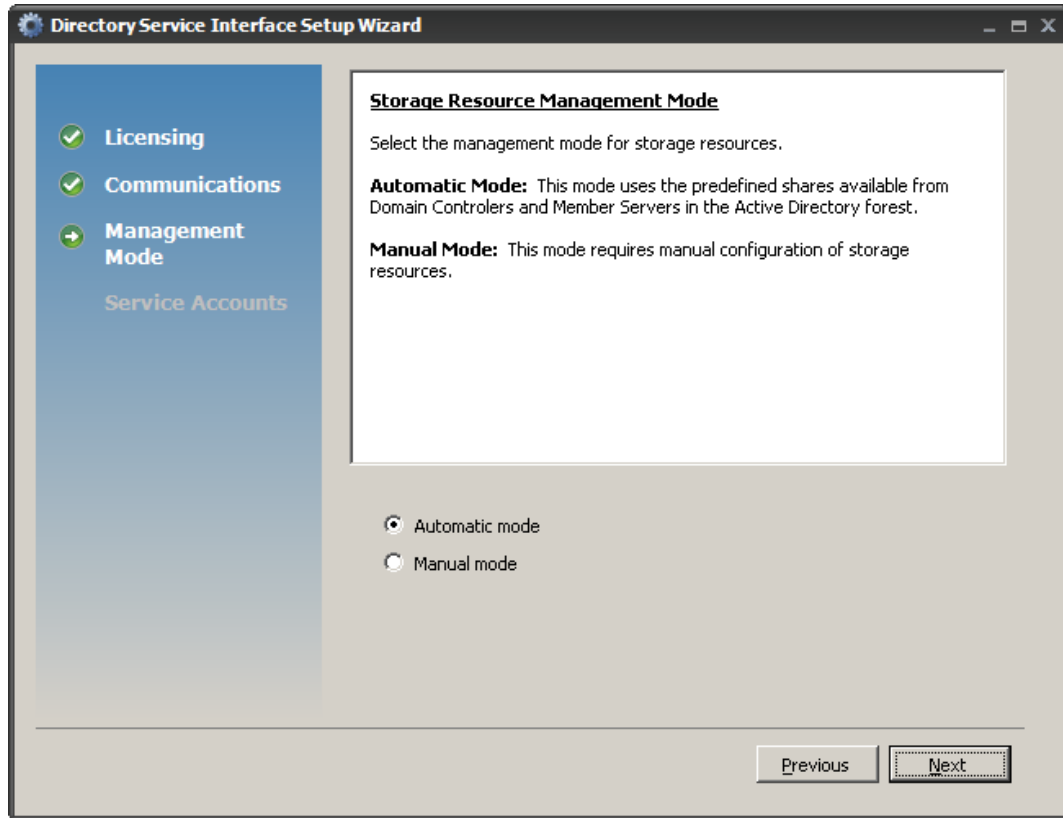 Directory Service Interface Setup Wizard
Licensing
Communications
Management
Mode
Service Accounts
Storage Resource Management Mode
Select the management mode for storage resources.
Automatic Mode: This mode uses the predefined shares available from
Domain Controlers and Member Servers in the Active Directory forest.
Manual Mode: This mode requires manual configuration of storage
resources.
Automatic mode
Manual mode
Previous
Next